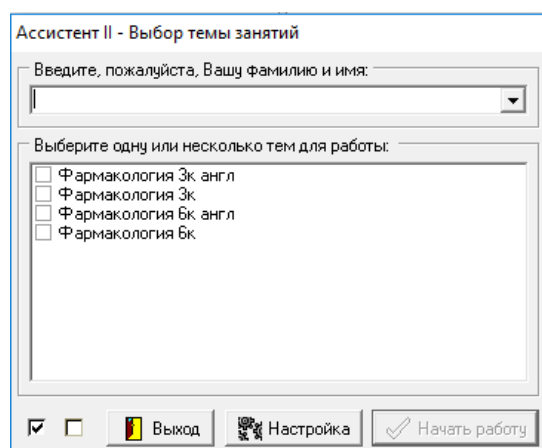 Ассистент II - Выбор темы занятий
Введите, пожалуйста, Вашу фамилию и имя:
Выберите одну или несколько тем для работы:
Фармакология 3к англ
Фармакология 3к
Фармакология 6к англ
Фармакология 6к
Выход Настройка Начать работу